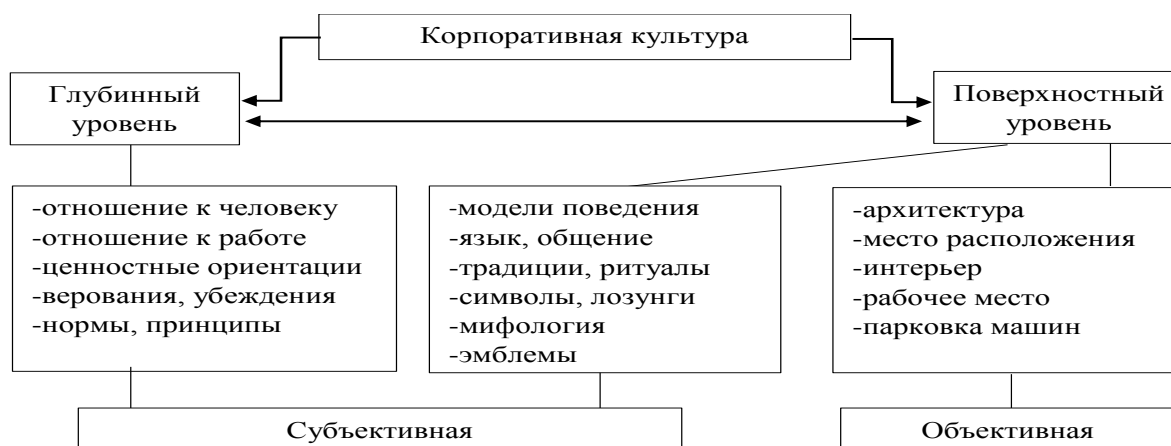 Корпоративная культура
Глубинный
уровень
Поверхностный
уровень
-отношение к человеку
-отношение к работе
-ценностные ориентации
-верования, убеждения
-нормы, принципы
-модели поведения
-язык, общение
-традиции, ритуалы
-символы, лозунги
-мифология
-эмблемы
-архитектура
-место расположения
-интерьер
-рабочее место
-парковка машин
Субъективная
Объективная